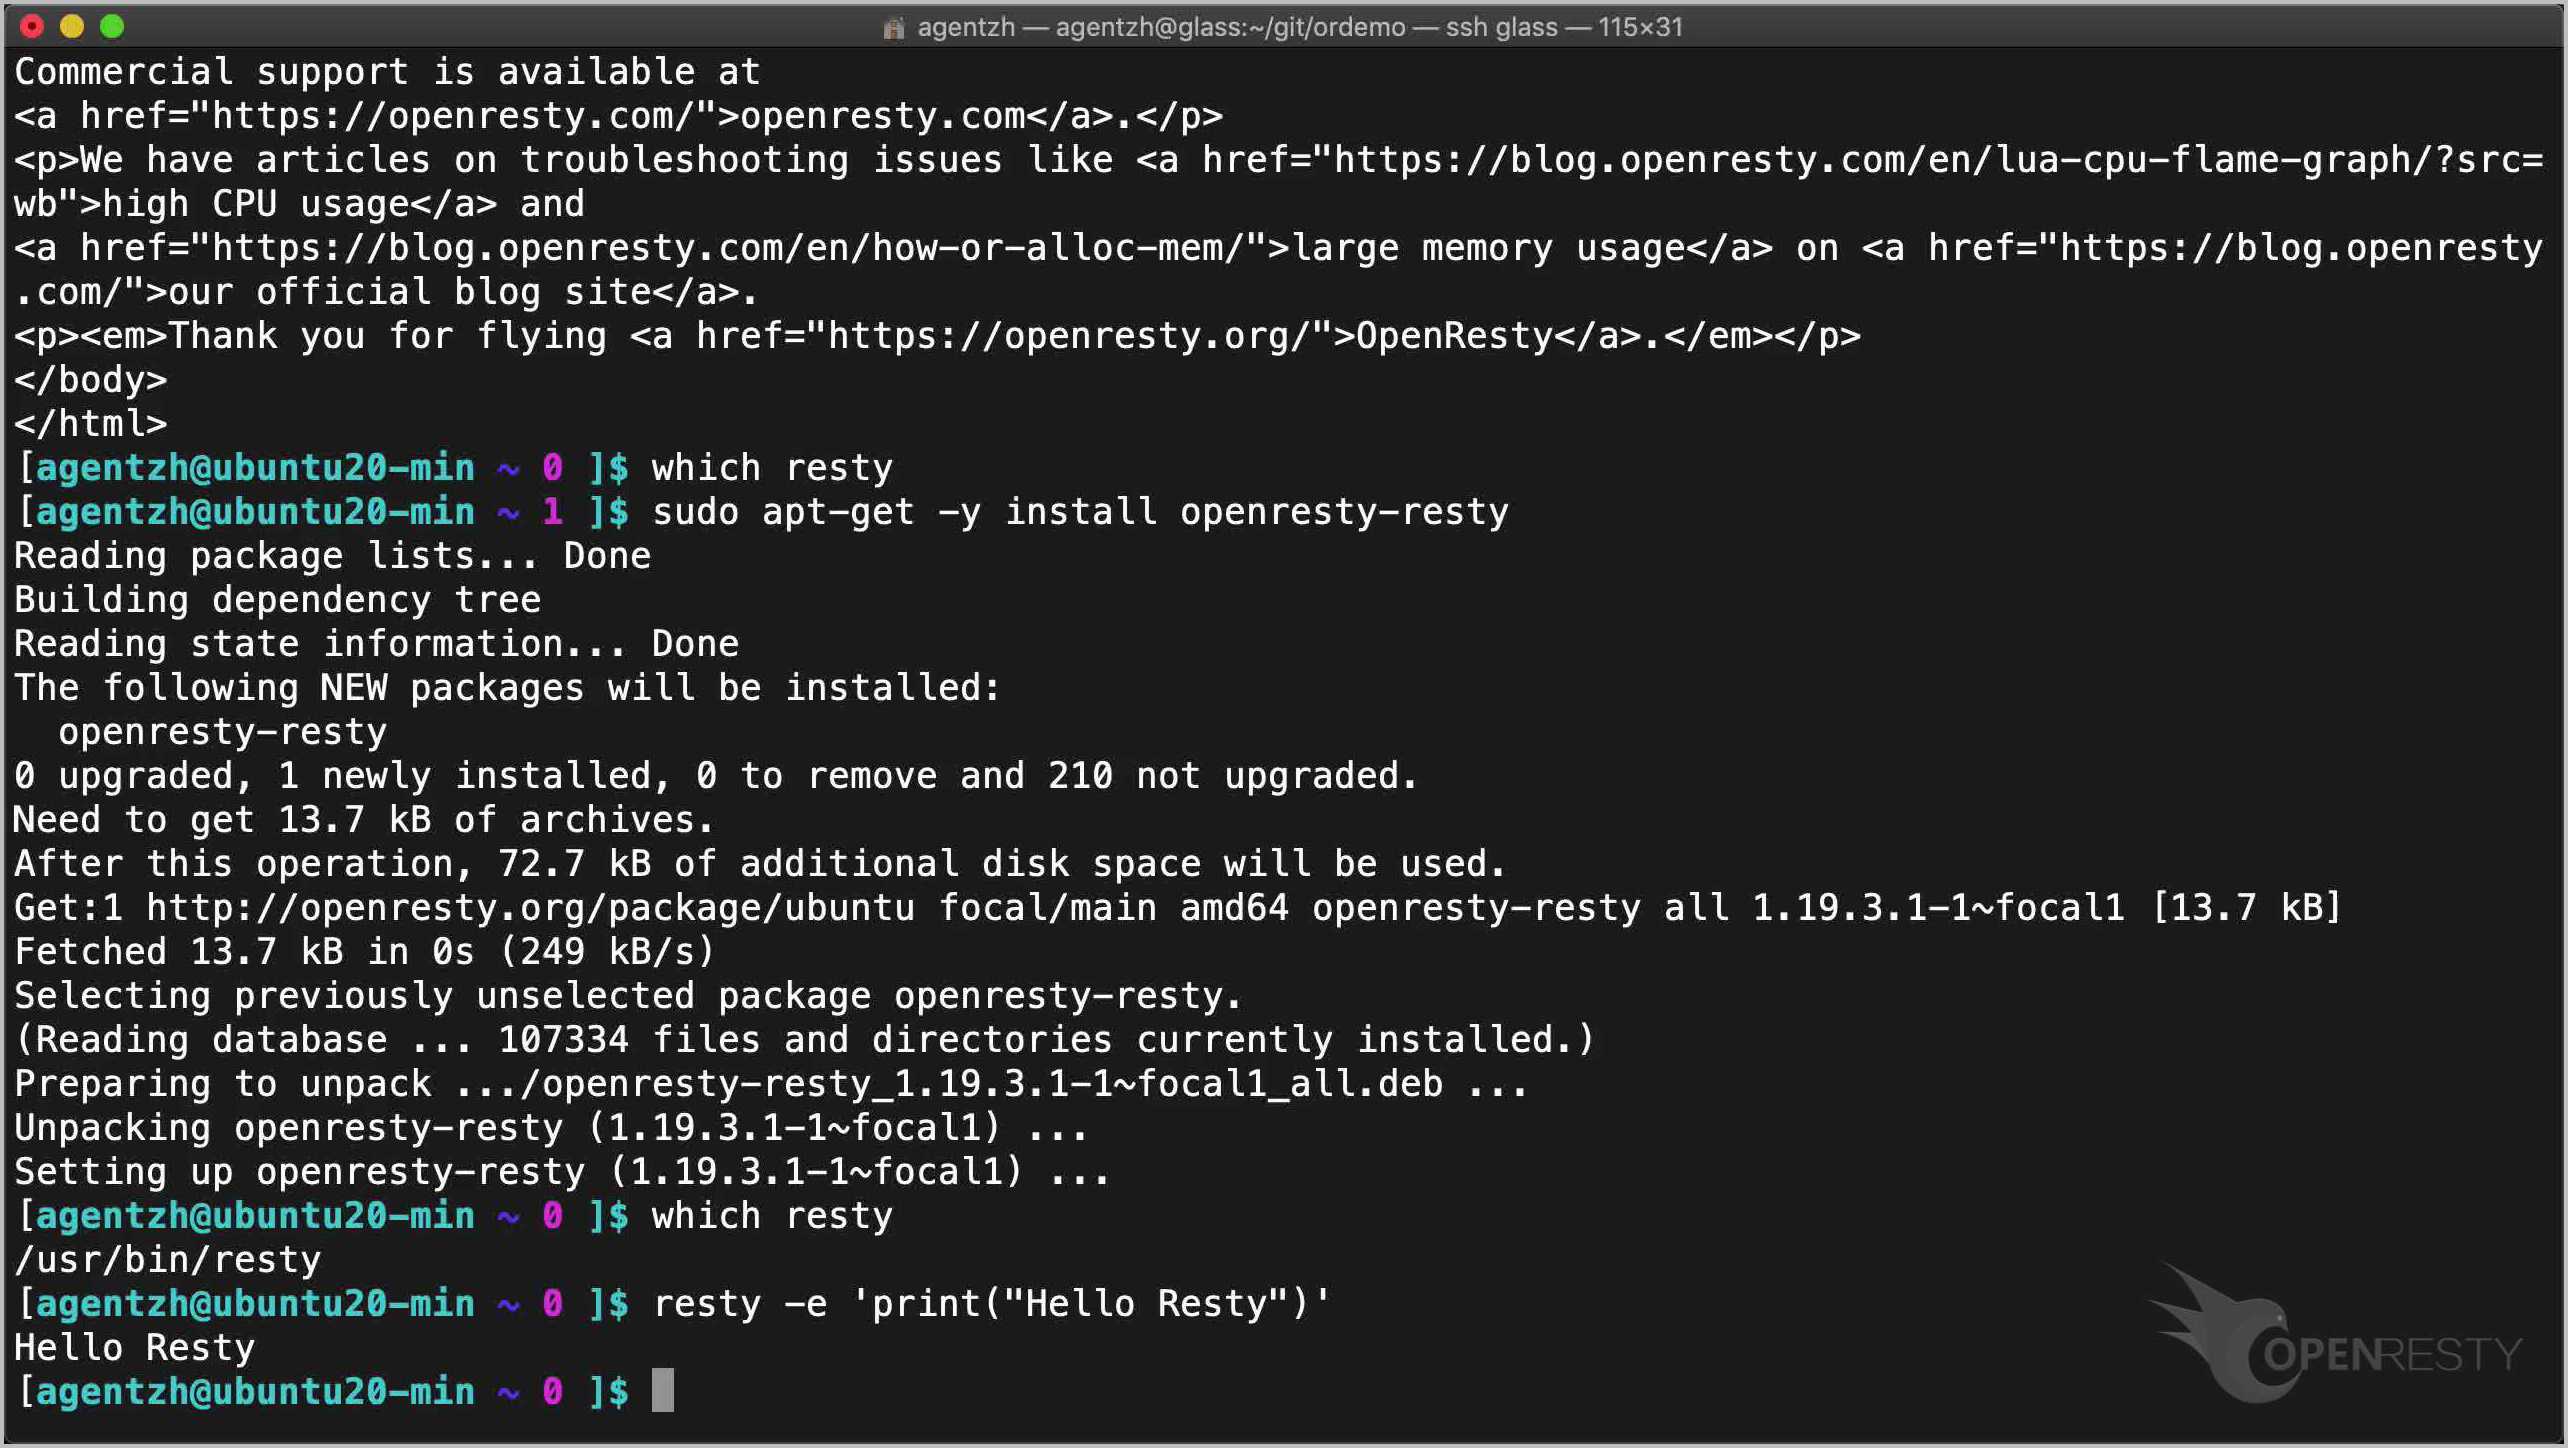 agentzh — agentzh@glass:~/git/ordemo — ssh glass — 115×31
Commercial support is available at
<a href="https://openresty.com/">openresty.com</a>.</p>
<p>We have articles on troubleshooting issues like <a href="https://blog.openresty.com/en/lua-cpu-flame-graph/?src=
wb">high CPU usage</a> and
<a href="https://blog.openresty.com/en/how-or-alloc-mem/">large memory usage</a> on <a href="https://blog.openresty
.com/">our official blog site</a>.
<p><em>Thank you for flying <a href="https://openresty.org/">OpenResty</a>.</em></p>
</body>
</html>
[agentzh@ubuntu20-min ~ 0 ]$ which resty
[agentzh@ubuntu20-min ~ 1 ]$ sudo apt-get -y install openresty-resty
Reading package lists... Done
Building dependency tree
Reading state information... Done
The following NEW packages will be installed:
  openresty-resty
0 upgraded, 1 newly installed, 0 to remove and 210 not upgraded.
Need to get 13.7 kB of archives.
After this operation, 72.7 kB of additional disk space will be used.
Get:1 http://openresty.org/package/ubuntu focal/main amd64 openresty-resty all 1.19.3.1-1~focal1 [13.7 kB]
Fetched 13.7 kB in 0s (249 kB/s)
Selecting previously unselected package openresty-resty.
(Reading database ... 107334 files and directories currently installed.)
Preparing to unpack .../openresty-resty_1.19.3.1-1~focal1_all.deb ...
Unpacking openresty-resty (1.19.3.1-1~focal1) ...
Setting up openresty-resty (1.19.3.1-1~focal1) ...
[agentzh@ubuntu20-min ~ 0 ]$ which resty
/usr/bin/resty
[agentzh@ubuntu20-min ~ 0 ]$ resty -e 'print("Hello Resty")'
Hello Resty
[agentzh@ubuntu20-min ~ 0 ]$
OPENRESTY